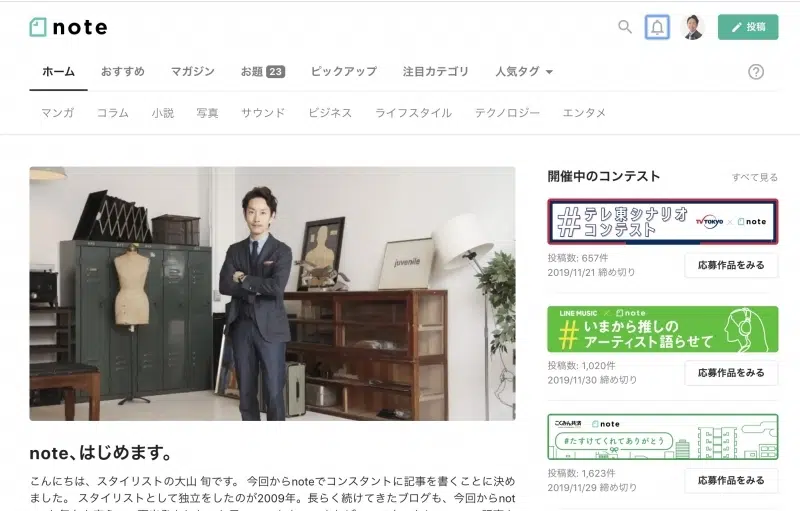 note
投稿
ホーム おすすめ マガジン お題 23 ピックアップ 注目カテゴリ 人気タグ
マンガ コラム 小説 写真 サウンド ビジネス ライフスタイル テクノロジー エンタメ
juvenile
note、はじめます。
こんにちは、スタイリストの大山 旬です。 今回からnoteでコンスタントに記事を書くことに決め
ました。 スタイリストとして独立をしたのが2009年。長らく続けてきたブログも、今回からnot
開催中のコンテスト すべて見る
#テレ東シナリオ
コンテスト
TV TOKYO × note
投稿数: 657件
2019/11/21 締め切り
応募作品をみる
LINE MUSIC × note
#いまから推しの
アーティスト語らせて
投稿数: 1,020件
2019/11/30 締め切り
応募作品をみる
こくみん共済 note
#たすけてくれてありがとう
投稿数: 1,623件
2019/11/29 締め切り
応募作品をみる